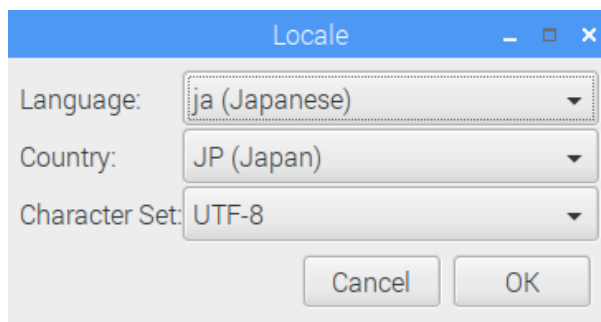 Locale
Language: ja (Japanese)
Country: JP (Japan)
Character Set: UTF-8
Cancel OK